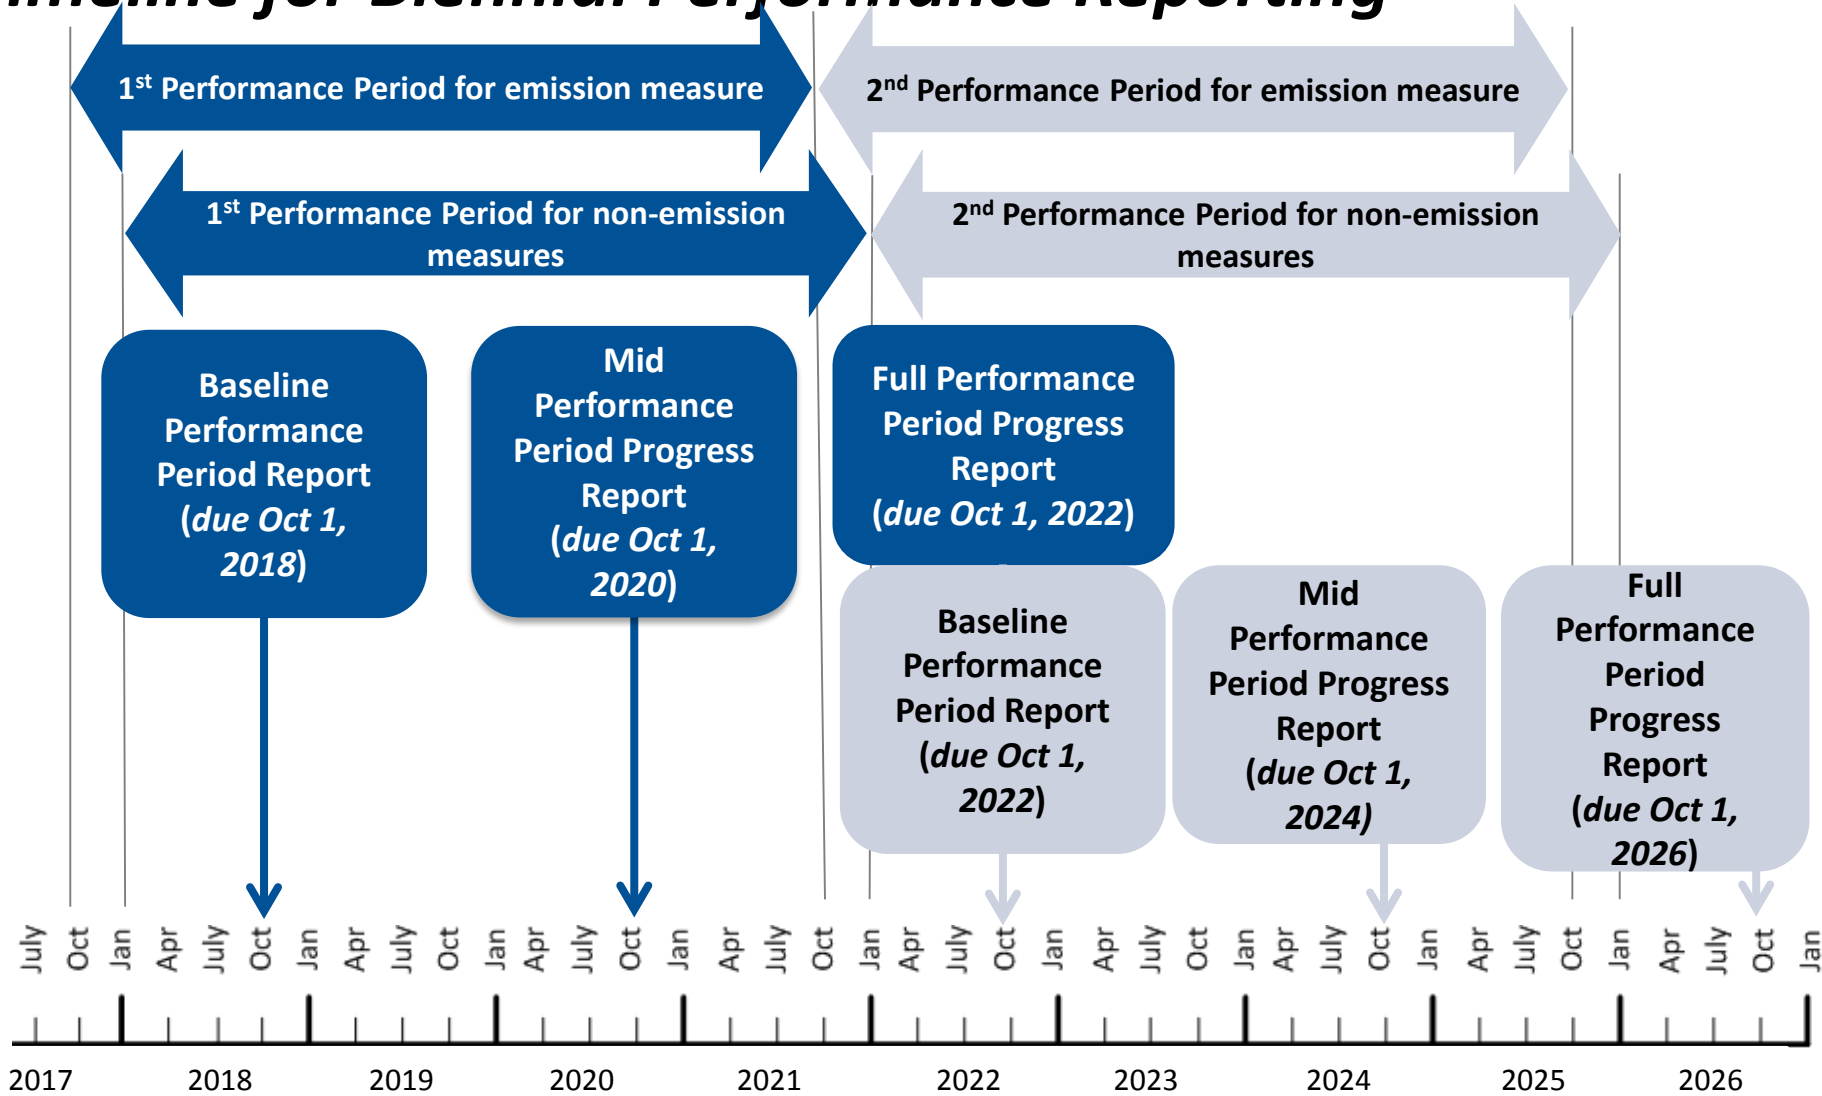 for Biennial Performance Reporting
1st Performance Period for emission measure
2nd Performance Period for emission measure
1st Performance Period for non-emission
measures
2nd Performance Period for non-emission
measures
Baseline
Performance
Period Report
(due Oct 1,
2018)
Mid
Performance
Period Progress
Report
(due Oct 1,
2020)
Full Performance
Period Progress
Report
(due Oct 1, 2022)
Baseline
Performance
Period Report
(due Oct 1,
2022)
Mid
Performance
Period Progress
Report
(due Oct 1,
2024)
Full
Performance
Period
Progress
Report
(due Oct 1,
2026)
July Oct Jan Apr July Oct Jan Apr July Oct Jan Apr July Oct Jan Apr July Oct Jan Apr July Oct Jan Apr July Oct Jan Apr July Oct Jan Apr July Oct Jan Apr July Oct Jan
2017 2018 2019 2020 2021 2022 2023 2024 2025 2026